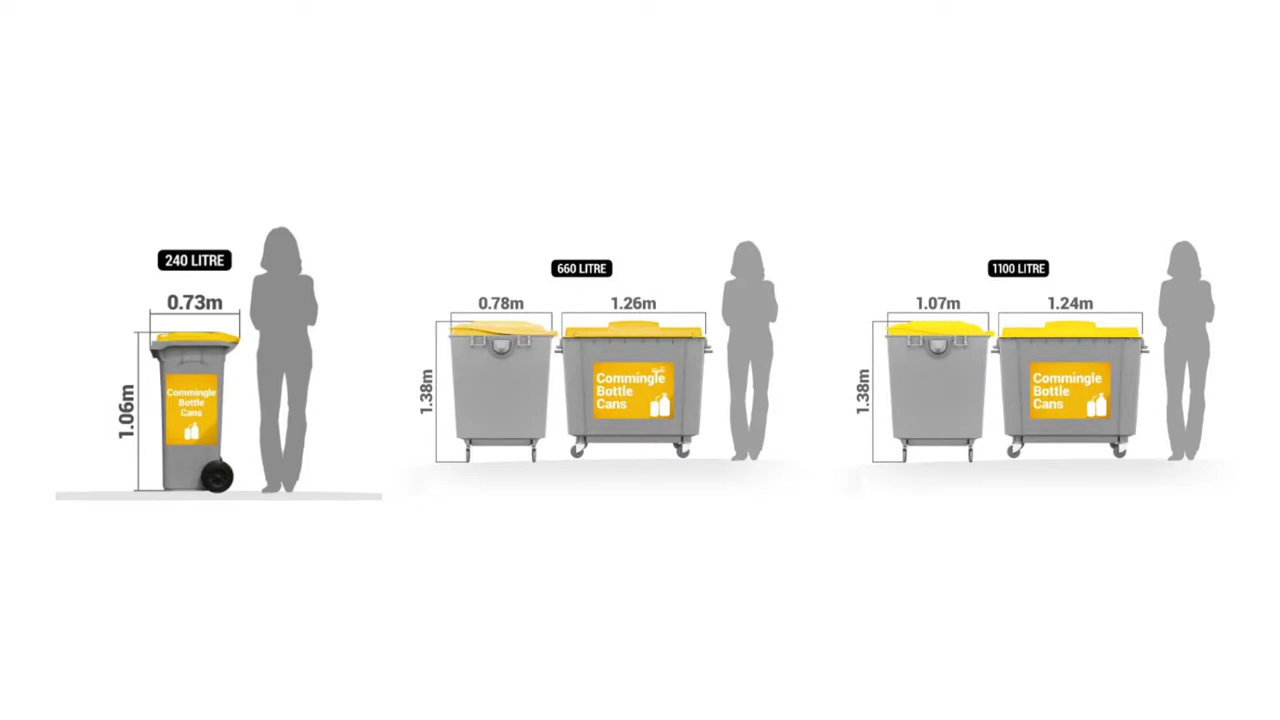 240 LITRE
0.73m
1.06m
Commingle
Bottle
Cans
660 LITRE
0.78m
1.26m
1.38m
Commingle
Bottle
Cans
1100 LITRE
1.07m
1.24m
1.38m
Commingle
Bottle
Cans